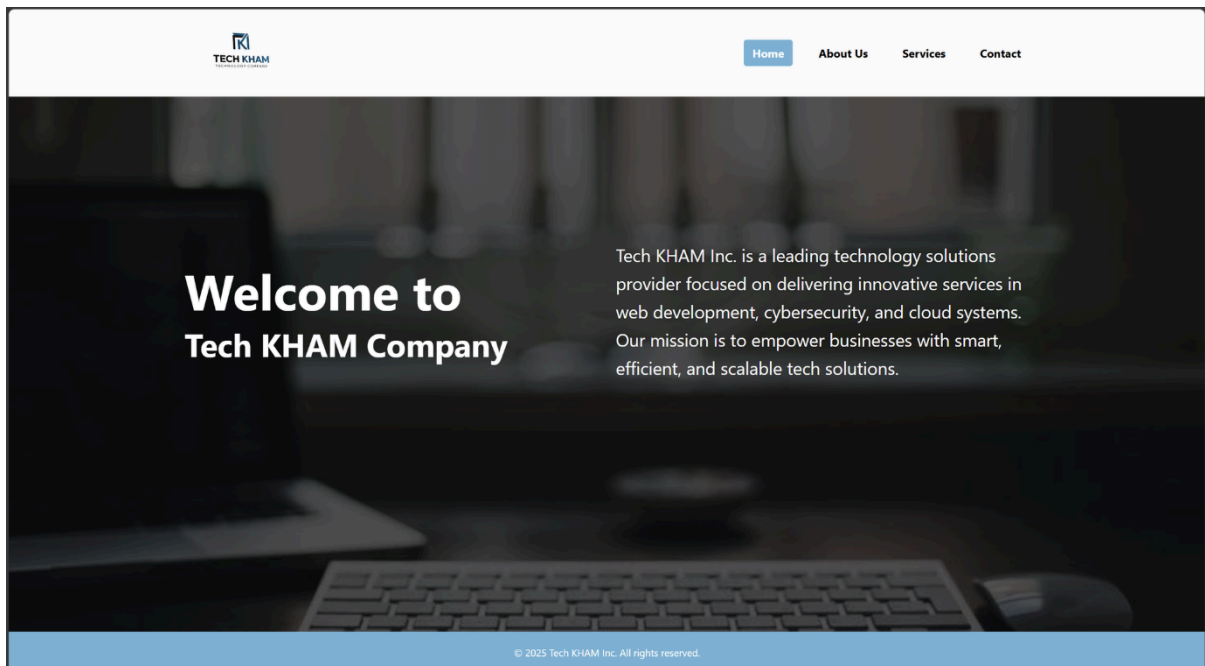 TECH KHAM
TECHNOLOGY COMPANY
Home About Us Services Contact
Welcome to
Tech KHAM Company
Tech KHAM Inc. is a leading technology solutions
provider focused on delivering innovative services in
web development, cybersecurity, and cloud systems.
Our mission is to empower businesses with smart,
efficient, and scalable tech solutions.
© 2025 Tech KHAM Inc. All rights reserved.